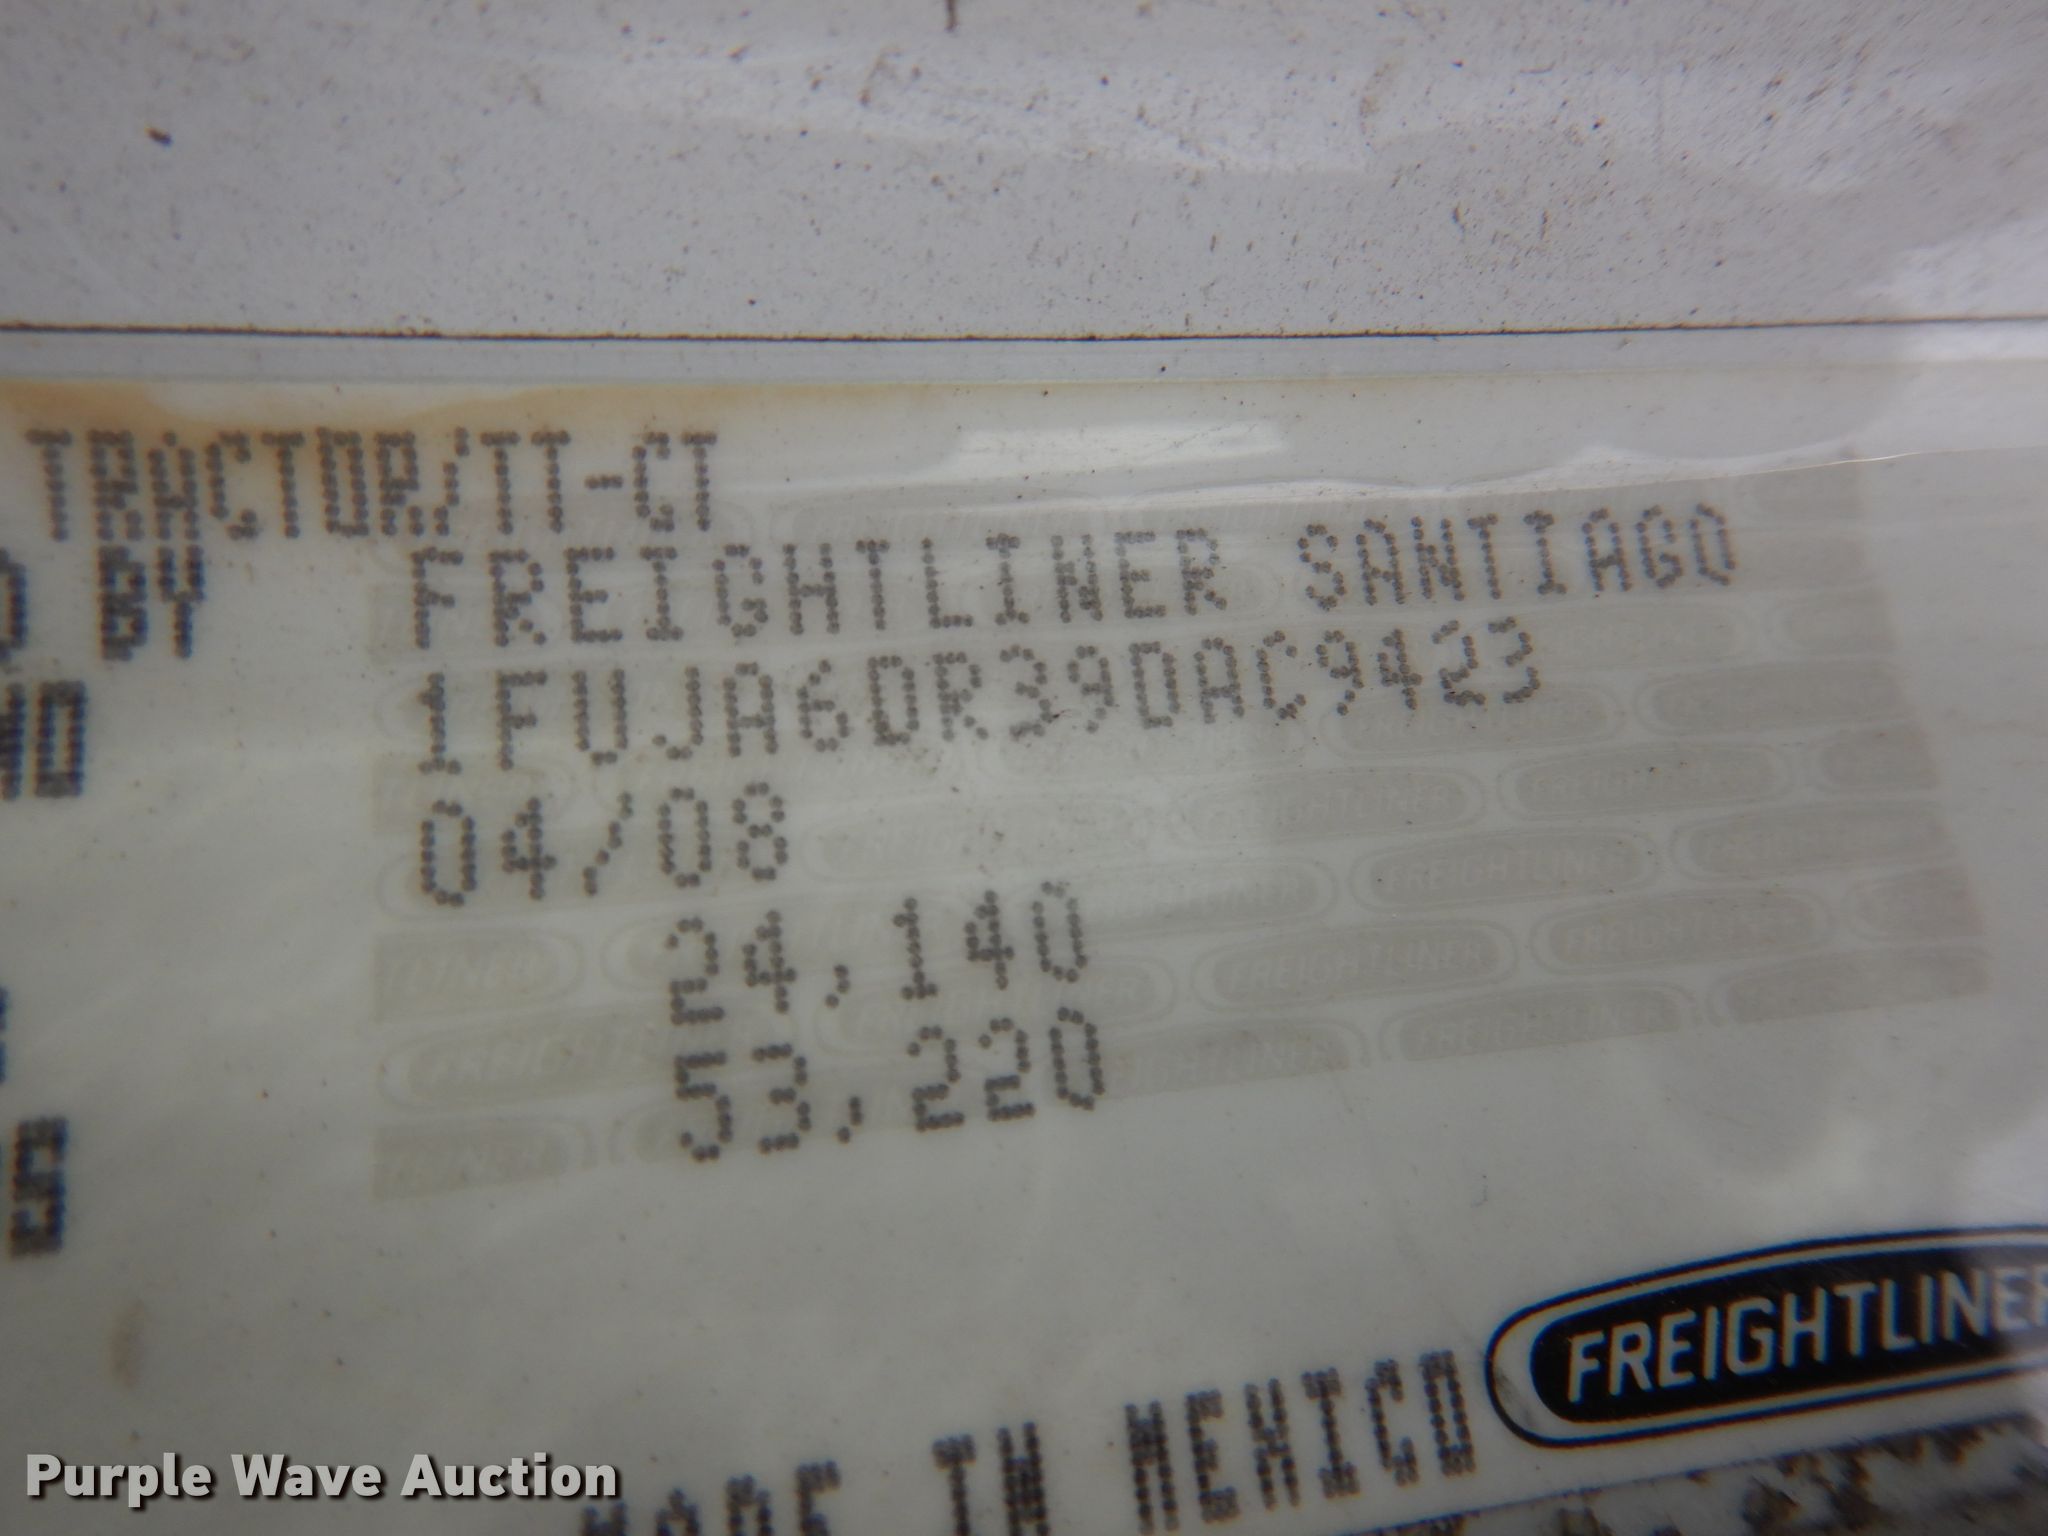 TRACTOR/TT-CT
BY FREIGHTLINER SANTIAGO
1FUJA6DR39DAC9423
04/08
24,140
53,220
FREIGHTLINER
MADE IN MEXICO
Purple Wave Auction